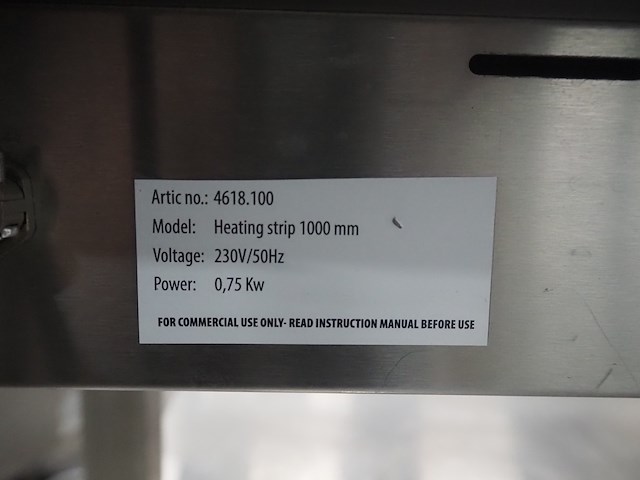 Artic no.: 4618.100
Model: Heating strip 1000 mm
Voltage: 230V/50Hz
Power: 0,75 Kw
FOR COMMERCIAL USE ONLY- READ INSTRUCTION MANUAL BEFORE USE